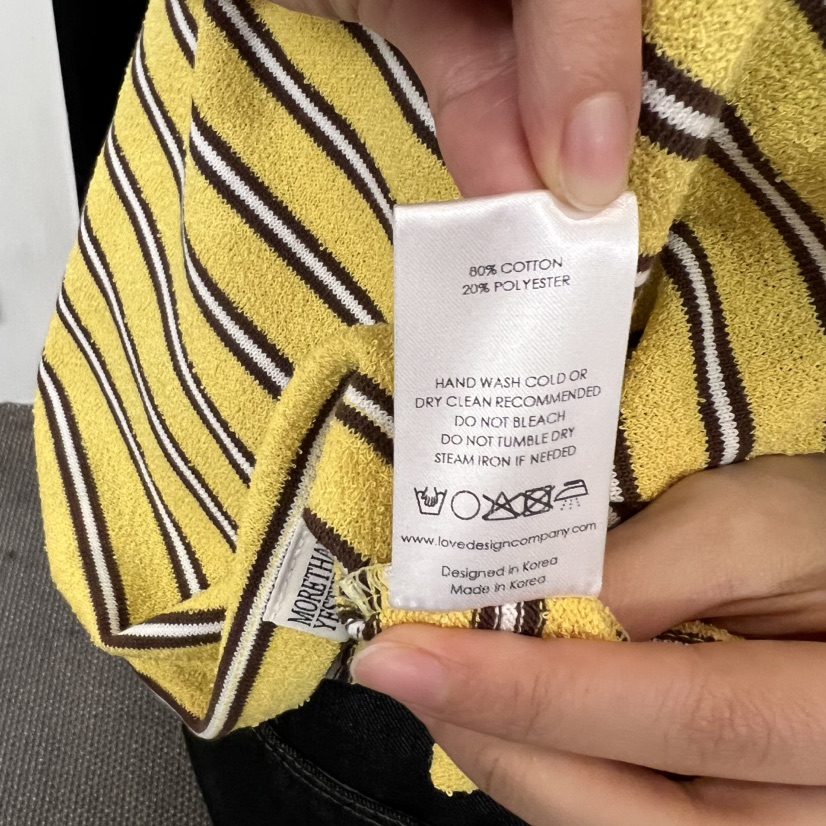 80% COTTON
20% POLYESTER
HAND WASH COLD OR
DRY CLEAN RECOMMENDED
DO NOT BLEACH
DO NOT TUMBLE DRY
STEAM IRON IF NEEDED
www.lovedesigncompany.com
Designed in Korea
Made in Korea